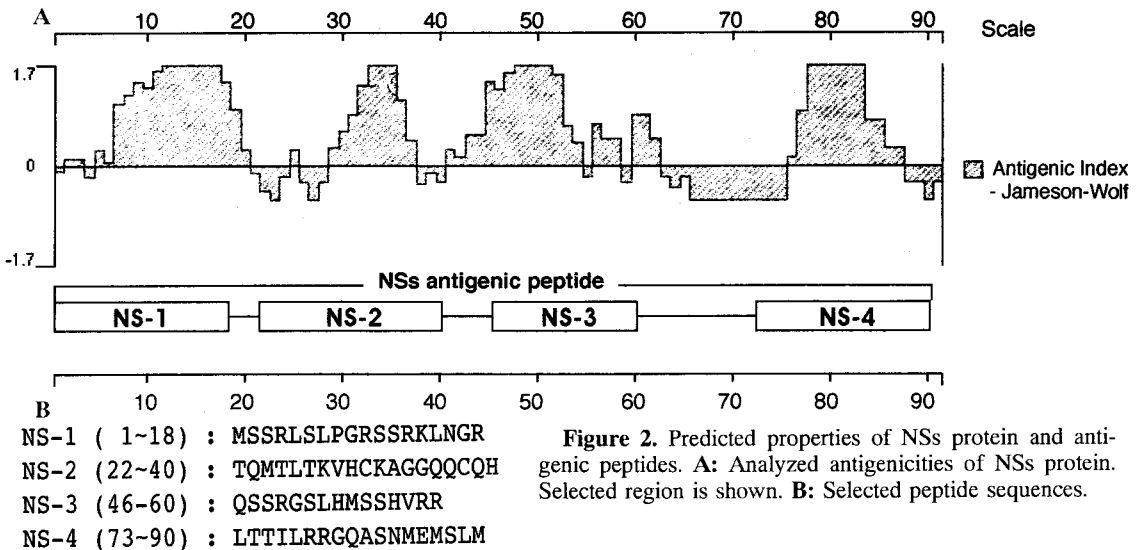 A
10 20 30 40 50 60 70 80 90
Scale
1.7
0
-1.7
Antigenic Index
- Jameson-Wolf
NSs antigenic peptide
NS-1 NS-2 NS-3 NS-4
10 20 30 40 50 60 70 80 90
B
NS-1 ( 1~18) : MSSRLSLPGRSSRKLNGR
NS-2 (22~40) : TQMTLTKVHCKAGGQQCQH
NS-3 (46-60) : QSSRGSLHMSSHVRR
NS-4 (73~90) : LTTILRRGQASNMEMSLM
Figure 2. Predicted properties of NSs protein and anti-
genic peptides. A: Analyzed antigenicities of NSs protein.
Selected region is shown. B: Selected peptide sequences.